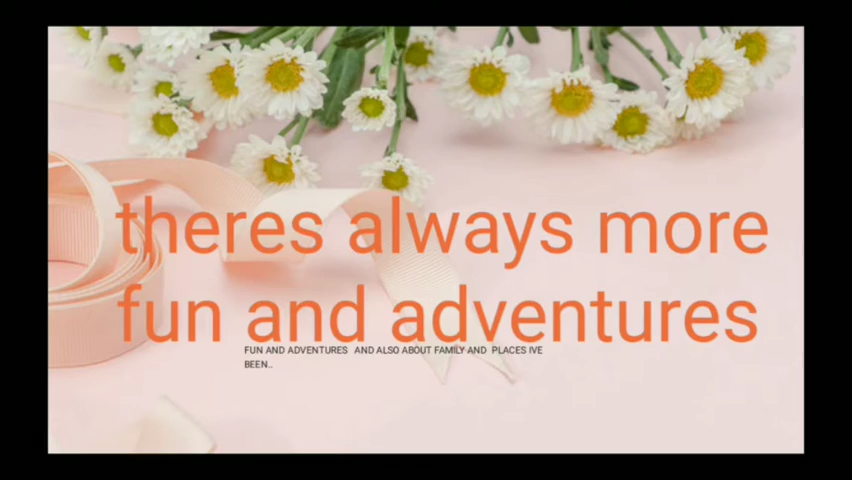 theres always more
fun and adventures
FUN AND ADVENTURES AND ALSO ABOUT FAMILY AND PLACES IVE
BEEN..